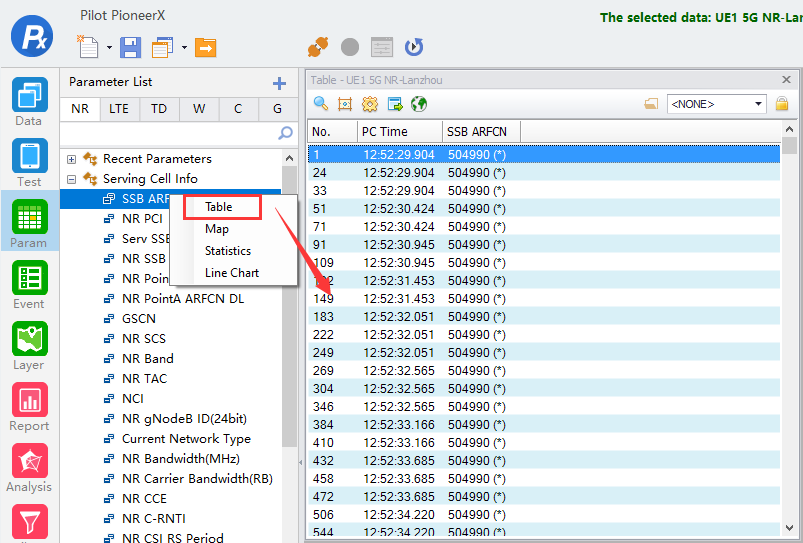 Pilot PioneerX
The selected data: UE1 5G NR-Lanz
Data
Test
Param
Event
Layer
Report
Analysis
Parameter List
NR LTE TD W C G
Recent Parameters
Serving Cell Info
SSB ARF
NR PCI
Serv SSB
NR SSB
NR Poin
NR PointA ARFCN DL
GSCN
NR SCS
NR Band
NR TAC
NCI
NR gNodeB ID(24bit)
Current Network Type
NR Bandwidth(MHz)
NR Carrier Bandwidth(RB)
NR CCE
NR C-RNTI
NR CSI RS Period
Table
Map
Statistics
Line Chart
Table - UE1 5G NR-Lanzhou
<NONE>
No. PC Time SSB ARFCN
1 12:52:29.904 504990 (*)
24 12:52:29.904 504990 (*)
33 12:52:29.904 504990 (*)
51 12:52:30.424 504990 (*)
71 12:52:30.424 504990 (*)
91 12:52:30.945 504990 (*)
109 12:52:30.945 504990 (*)
12:52:31.453 504990 (*)
149 12:52:31.453 504990 (*)
183 12:52:32.051 504990 (*)
222 12:52:32.051 504990 (*)
249 12:52:32.051 504990 (*)
269 12:52:32.565 504990 (*)
304 12:52:32.565 504990 (*)
346 12:52:32.565 504990 (*)
384 12:52:33.166 504990 (*)
410 12:52:33.166 504990 (*)
432 12:52:33.685 504990 (*)
458 12:52:33.685 504990 (*)
472 12:52:33.685 504990 (*)
506 12:52:34.220 504990 (*)
544 12:52:34.220 504990 (*)